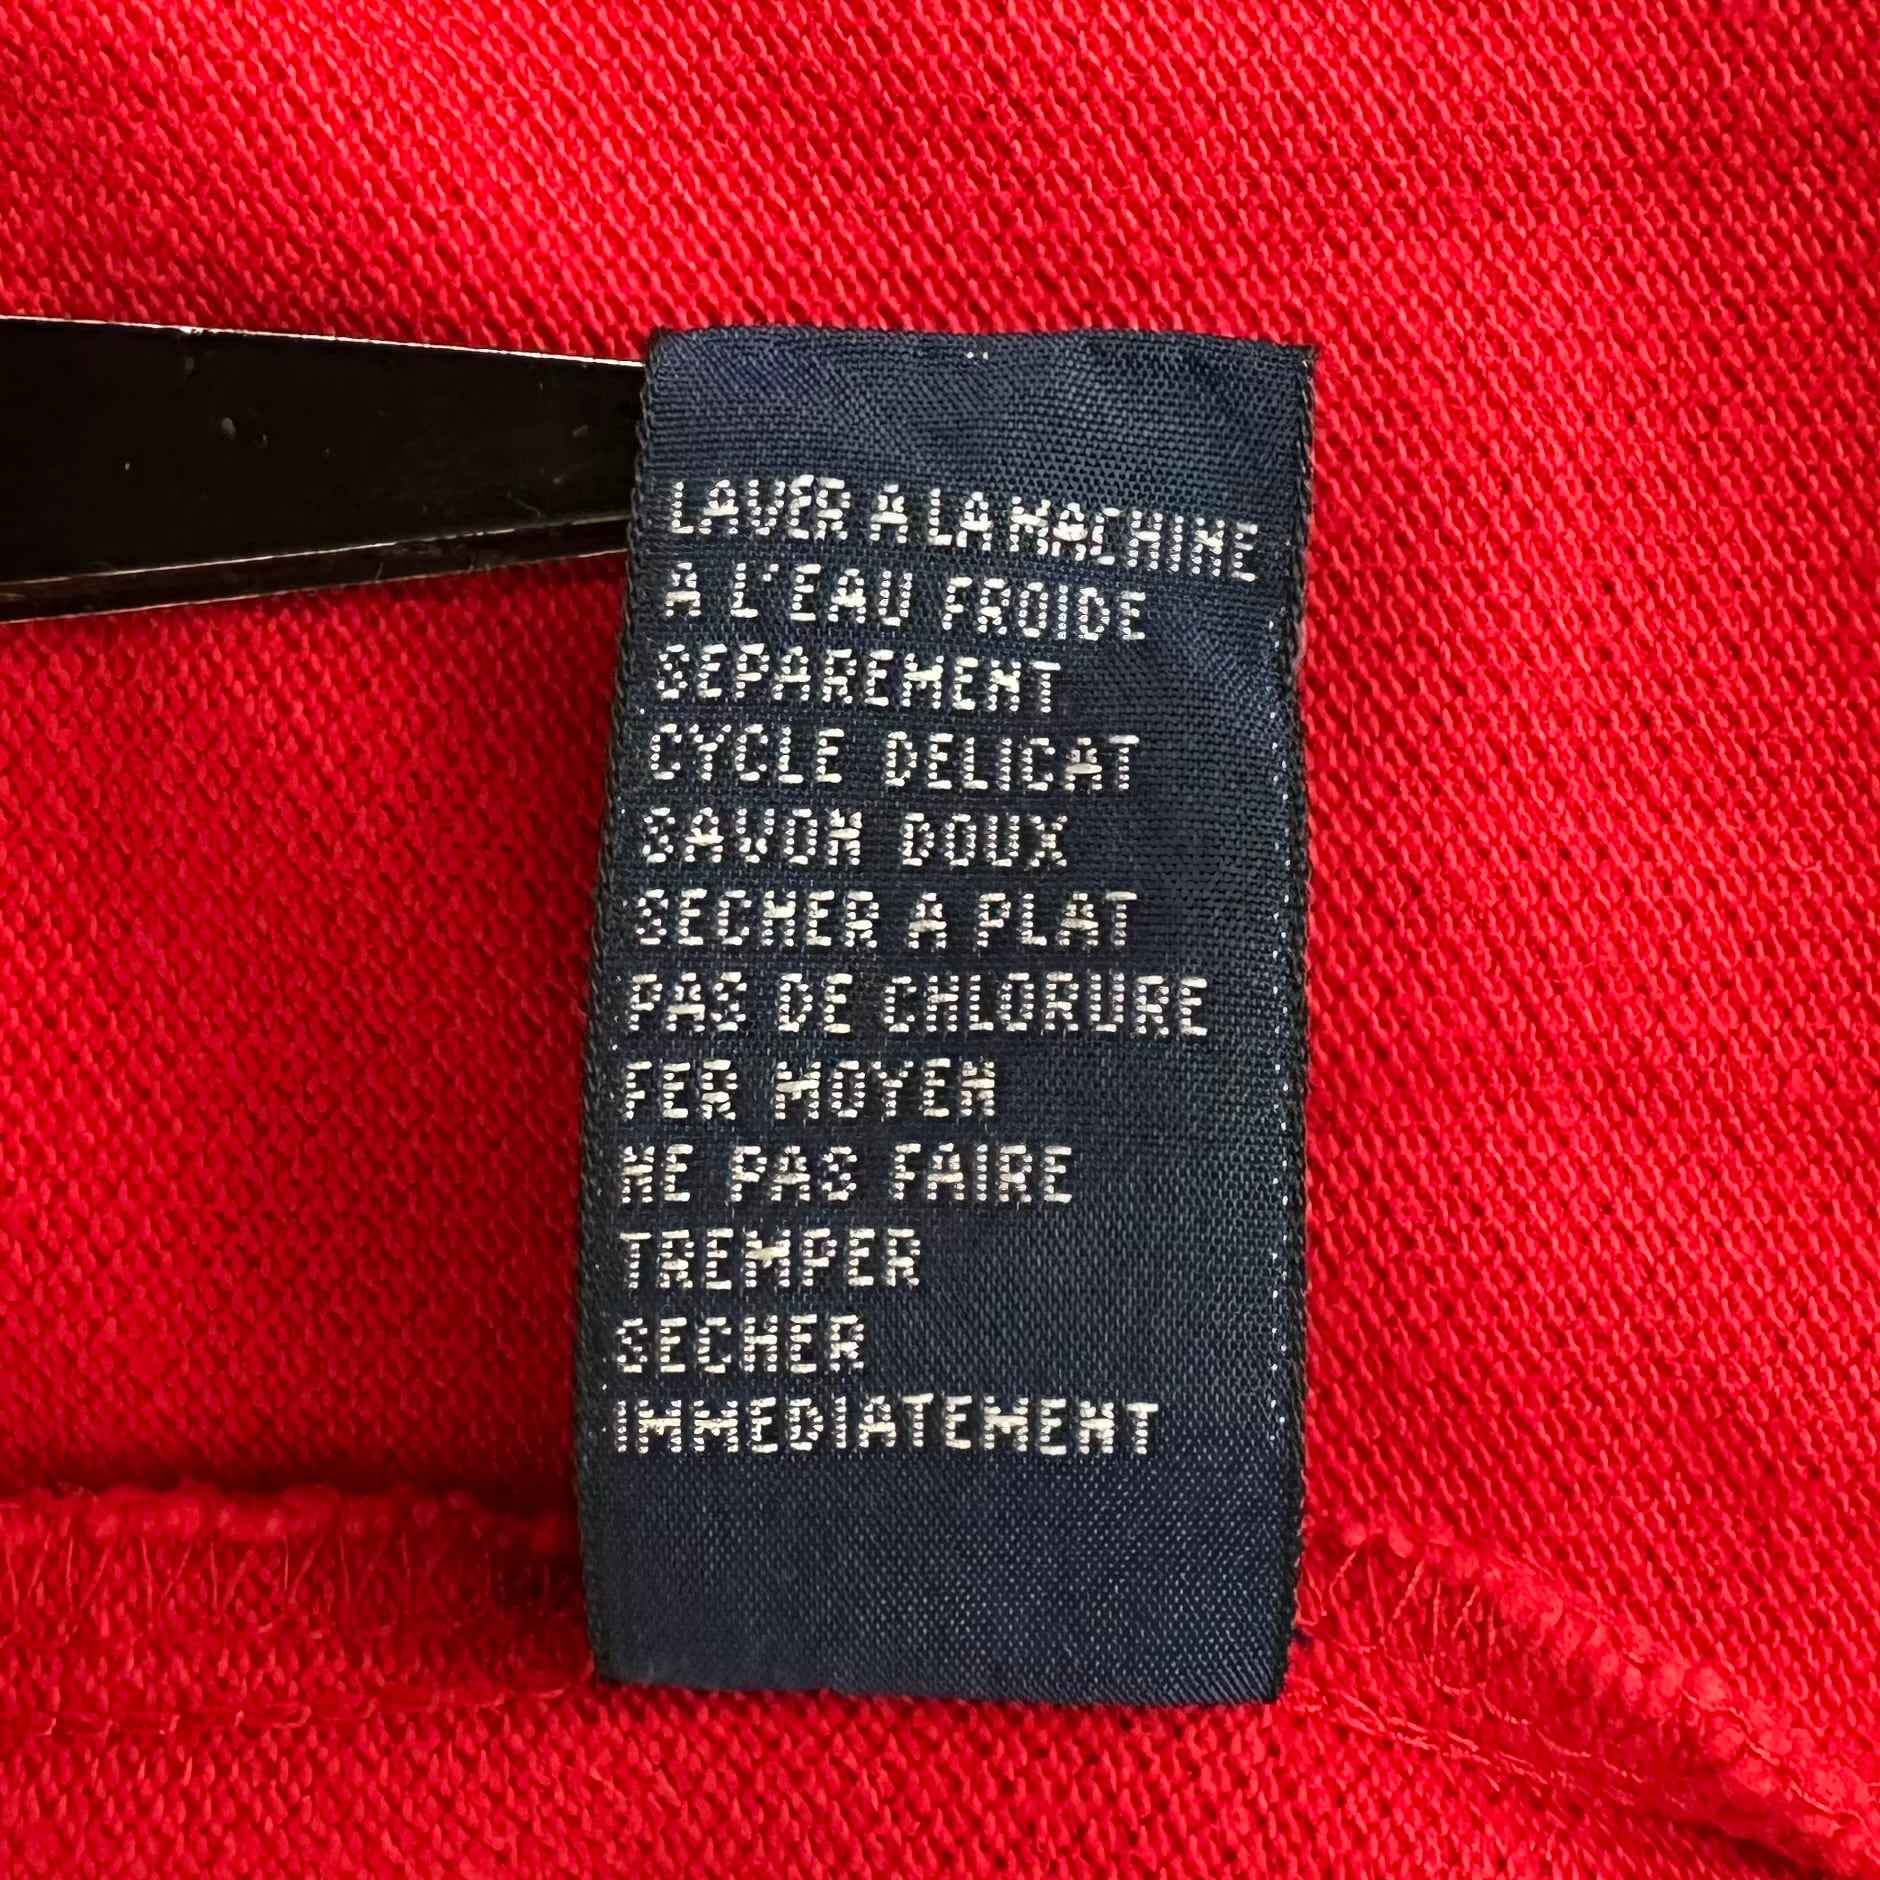 LAVER A LA MACHINE
A L'EAU FROIDE
SEPAREMENT
CYCLE DELICAT
SAVON DOUX
SECHER A PLAT
PAS DE CHLORURE
FER MOYEN
NE PAS FAIRE
TREMPER
SECHER
IMMEDIATEMENT